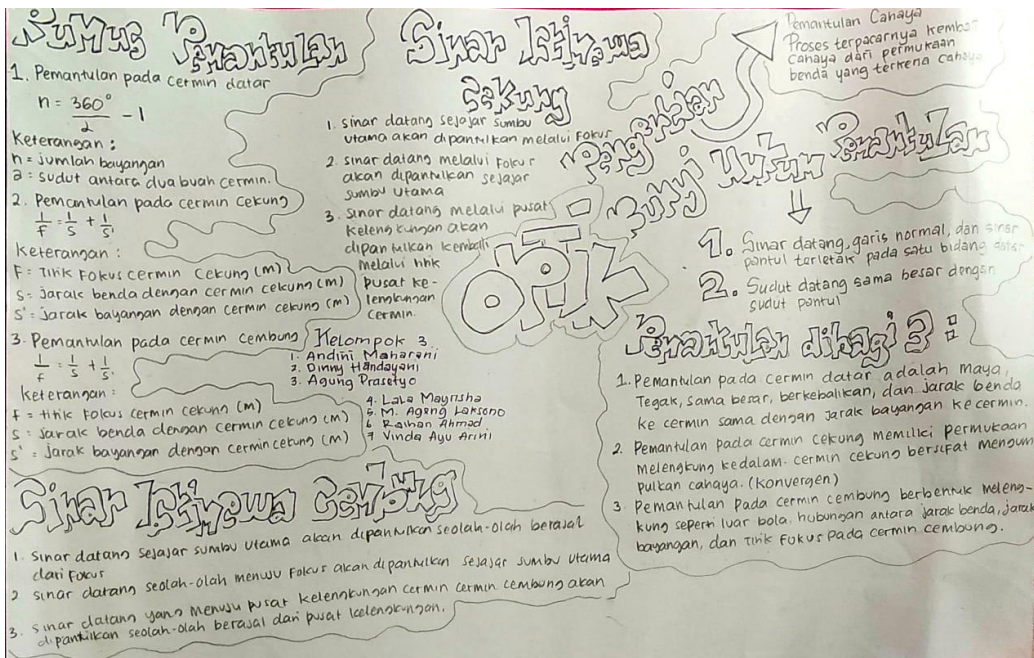 Rumus Pemantulan
1. Pemantulan pada cermin datar
n = 360° / 2 - 1
Keterangan :
n = jumlah bayangan
a = sudut antara dua buah cermin.
2. Pemantulan pada cermin cekung
1/f = 1/s + 1/s'
keterangan :
F = Titik Fokus cermin cekung (m)
S = jarak benda dengan cermin cekung (m)
S' = jarak bayangan dengan cermin cekung (m)
3. Pemantulan pada cermin cembung
1/f = 1/s + 1/s'
keterangan :
f = titik fokus cermin cekung (m)
S = jarak benda dengan cermin cekung (m)
S' = jarak bayangan dengan cermin cekung (m)
Sinar Istimewa
Cekung
1. sinar datang sejajar sumbu
utama akan dipantulkan melalui Fokus
2. sinar datang melalui Fokus
akan dipantulkan sejajar
sumbu utama
3. sinar datang melalui pusat
kelengkungan akan
dipantulkan kembali
melalui titik
pusat ke-
lengkungan
cermin.
Kelompok 3
1. Andini Maharani
2. Dinny Handayani
3. Agung Prasetyo
4. Lala Mayrisha
5. M. Agung Laksono
6 Raihan Ahmad
7 Vinda Ayu Arini
OPTIK
Pengertian
Pemantulan Cahaya
Proses terpacarnya kembali
cahaya dari permukaan
benda yang terkena cahaya
Bunyi Hukum Pemantulan
1. Sinar datang, garis normal, dan sinar
pantul terletak pada satu bidang datar
2. Sudut datang sama besar dengan
sudut pantul
Pemantulan dibagi 3 :
1. Pemantulan pada cermin datar adalah maya,
Tegak, sama besar, berkebalikan, dan jarak benda
ke cermin sama dengan jarak bayangan ke cermin.
2. Pemantulan pada cermin cekung memiliki permukaan
melengkung kedalam. cermin cekung bersifat mengum
pulkan cahaya. (Konvergen)
3. Pemantulan Pada cermin cembung berbentuk meleng-
kung seperti luar bola. hubungan antara jarak benda, jarak
bayangan, dan titik Fokus pada cermin cembung.
Sinar Istimewa Cembung
1. Sinar datang sejajar sumbu utama akan dipantulkan seolah-olah berasal
dari Fokus
2 sinar datang seolah-olah menuju Fokus akan dipantulkan sejajar sumbu utama
3. sinar datang yang menuju pusat kelengkungan cermin cermin cembung akan
dipantulkan seolah-olah berasal dari pusat kelengkungan.